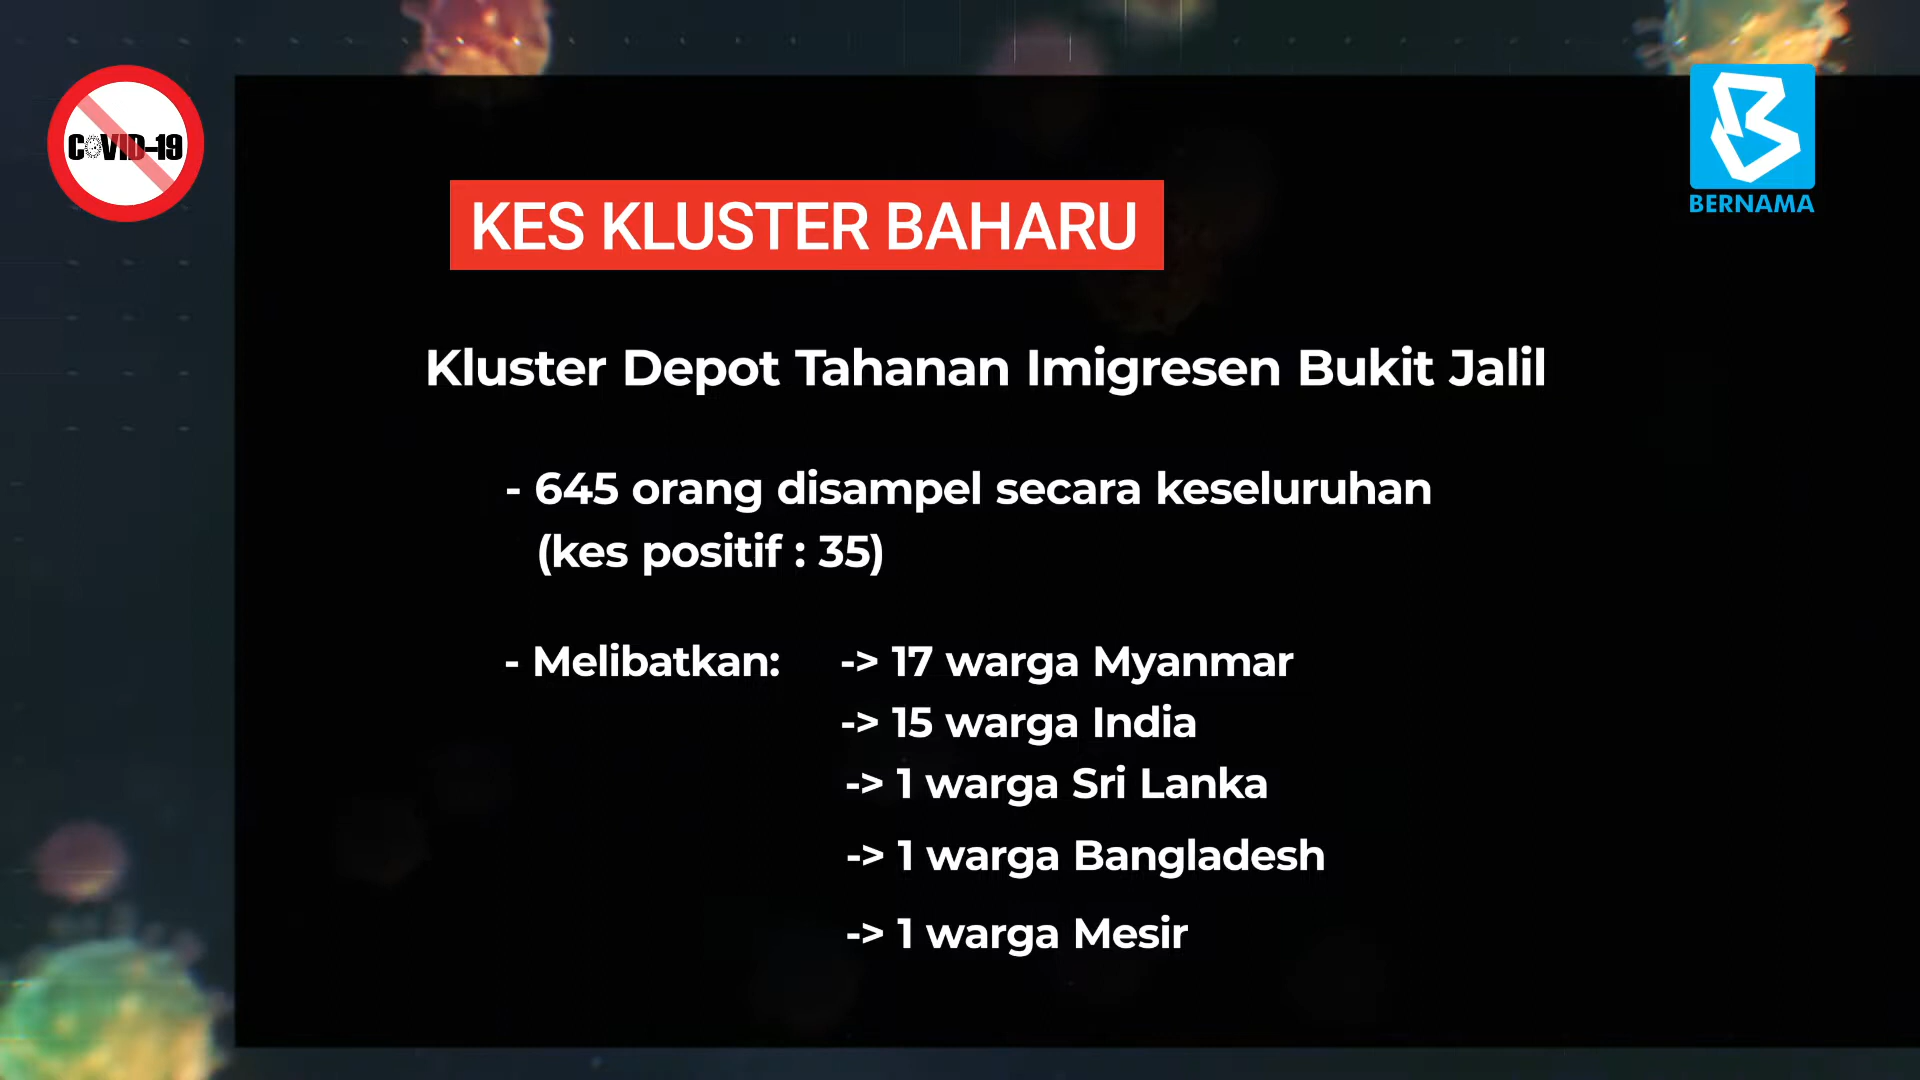 COVID-19
BERNAMA
KES KLUSTER BAHARU
Kluster Depot Tahanan Imigresen Bukit Jalil
- 645 orang disampel secara keseluruhan
(kes positif : 35)
- Melibatkan: -> 17 warga Myanmar
-> 15 warga India
-> 1 warga Sri Lanka
-> 1 warga Bangladesh
-> 1 warga Mesir